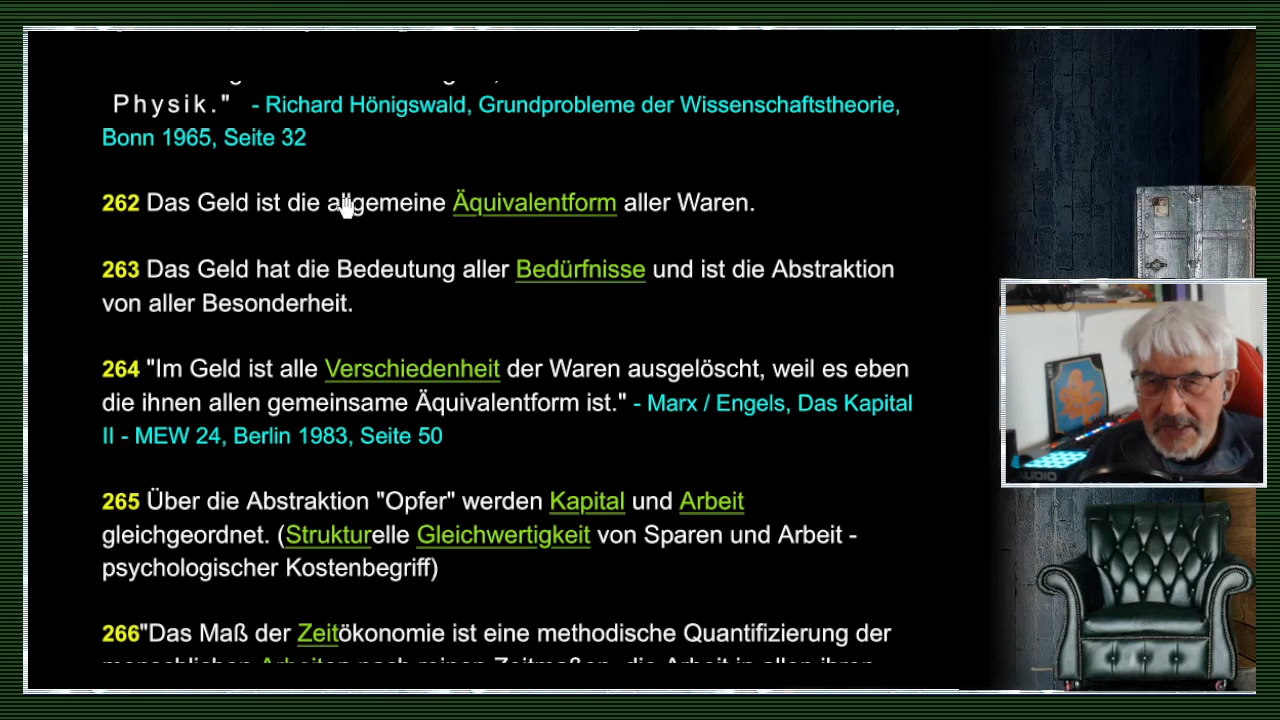 Physik." - Richard Hönigswald, Grundprobleme der Wissenschaftstheorie,
Bonn 1965, Seite 32
262 Das Geld ist die allgemeine Äquivalentform aller Waren.
263 Das Geld hat die Bedeutung aller Bedürfnisse und ist die Abstraktion
von aller Besonderheit.
264 "Im Geld ist alle Verschiedenheit der Waren ausgelöscht, weil es eben
die ihnen allen gemeinsame Äquivalentform ist." - Marx / Engels, Das Kapital
II - MEW 24, Berlin 1983, Seite 50
265 Über die Abstraktion "Opfer" werden Kapital und Arbeit
gleichgeordnet. (Strukturelle Gleichwertigkeit von Sparen und Arbeit -
psychologischer Kostenbegriff)
266"Das Maß der Zeitökonomie ist eine methodische Quantifizierung der